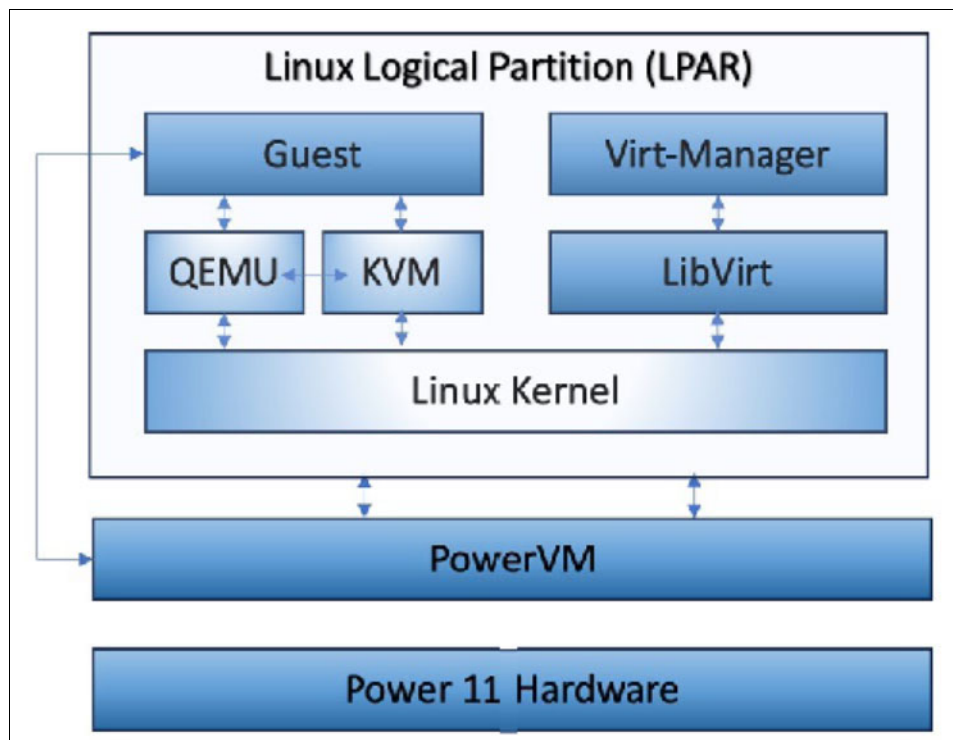 Linux Logical Partition (LPAR)
Guest
Virt-Manager
QEMU
KVM
LibVirt
Linux Kernel
PowerVM
Power 11 Hardware